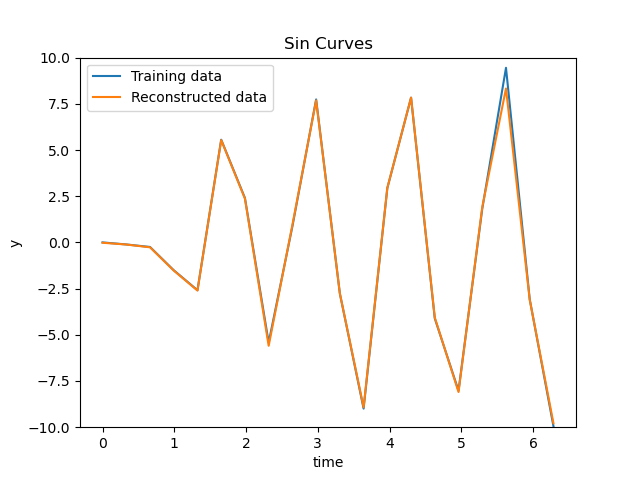 Sin Curves
Training data
Reconstructed data
10.0
7.5
5.0
2.5
0.0
−2.5
−5.0
−7.5
−10.0
y
0 1 2 3 4 5 6
time